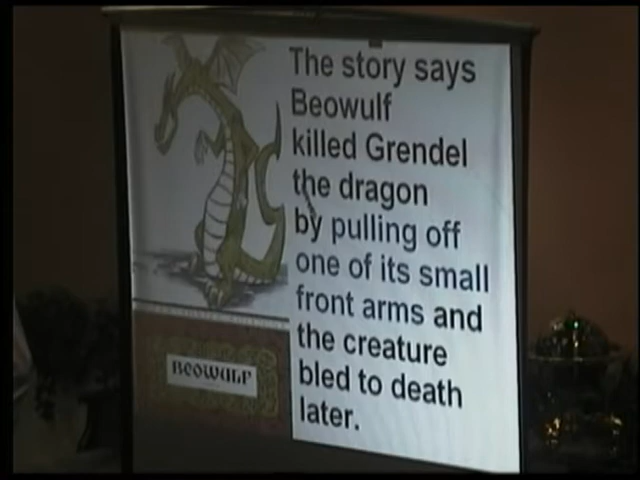 The story says
Beowulf
killed Grendel
the dragon
by pulling off
one of its small
front arms and
the creature
bled to death
later.
BEOWULF